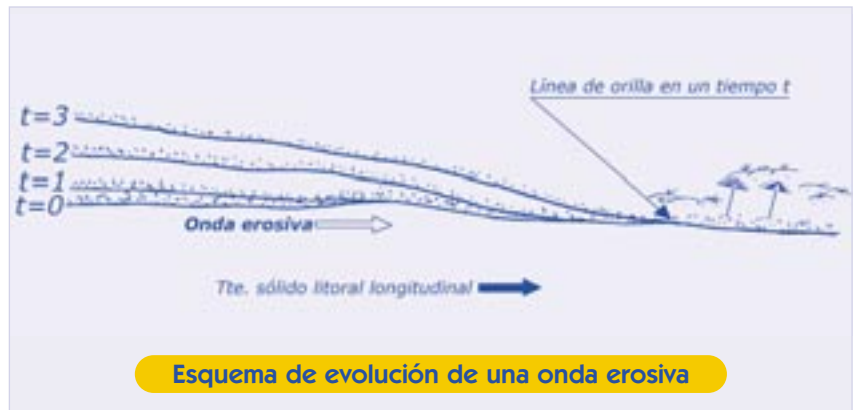 Línea de orilla en un tiempo t
t=3
t=2
t=1
t=0
Onda erosiva
Tte. sólido litoral longitudinal
Esquema de evolución de una onda erosiva